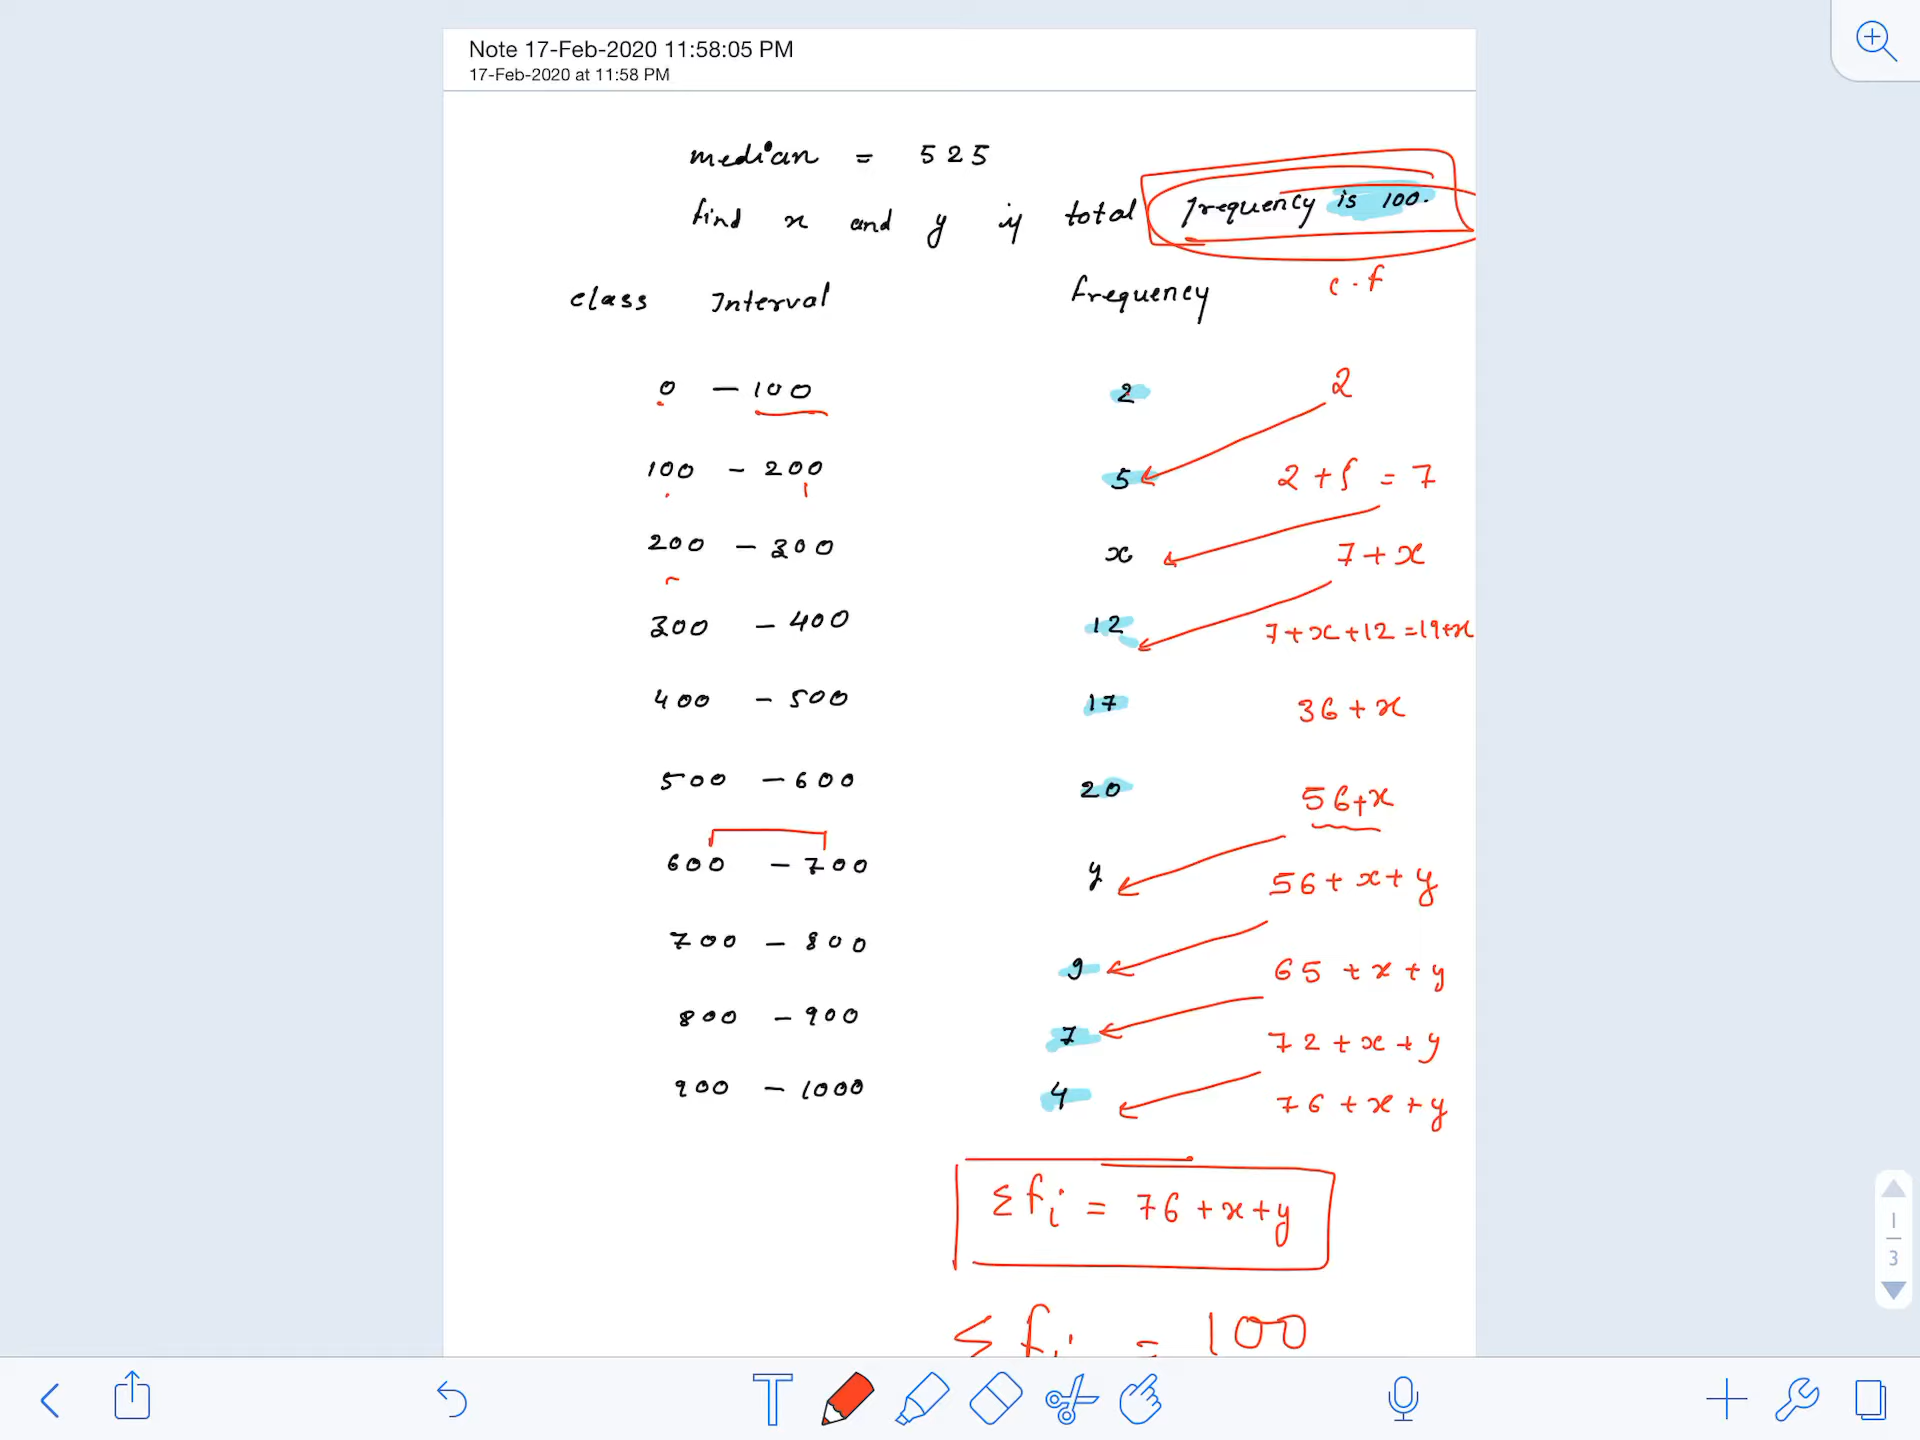 Note 17-Feb-2020 11:58:05 PM
17-Feb-2020 at 11:58 PM
median = 525
find x and y if total frequency is 100.
class Interval frequency c.f
0 - 100 2 2
100 - 200 5 2 + 5 = 7
200 - 300 x 7 + x
300 - 400 12 7 + x + 12 = 19 + x
400 - 500 17 36 + x
500 - 600 20 56 + x
600 - 700 y 56 + x + y
700 - 800 9 65 + x + y
800 - 900 7 72 + x + y
900 - 1000 4 76 + x + y
Σfi = 76 + x + y
Σfi = 100
1
3